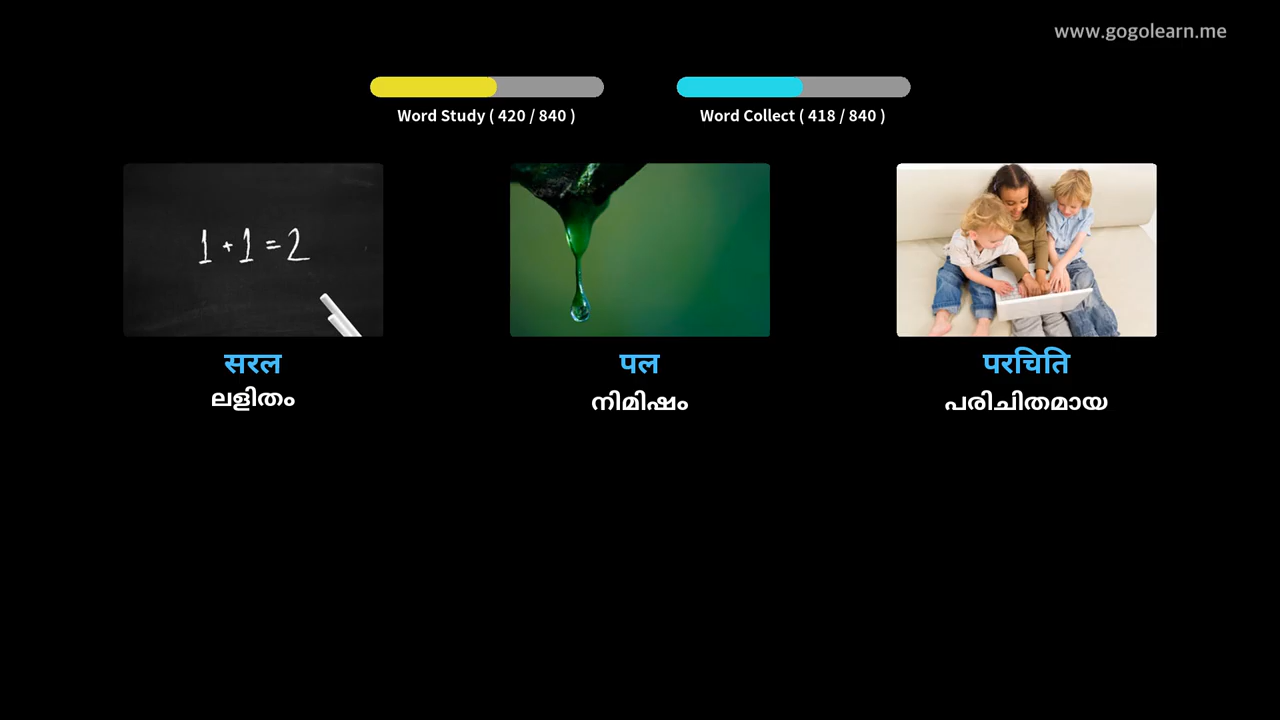 www.gogolearn.me
Word Study ( 420 / 840 )
Word Collect ( 418 / 840 )
1 + 1 = 2
सरल
पल
परचिति
ലളിതം
നിമിഷം
പരിചിതമായ